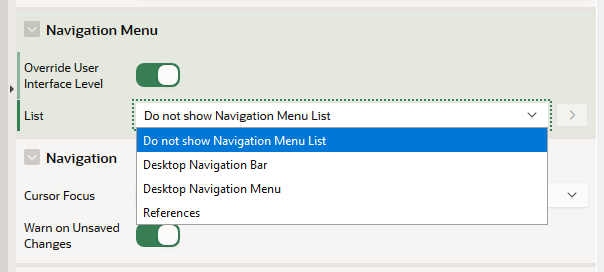 Navigation Menu
Override User
Interface Level
List
Do not show Navigation Menu List
Do not show Navigation Menu List
Desktop Navigation Bar
Desktop Navigation Menu
References
Navigation
Cursor Focus
Warn on Unsaved
Changes